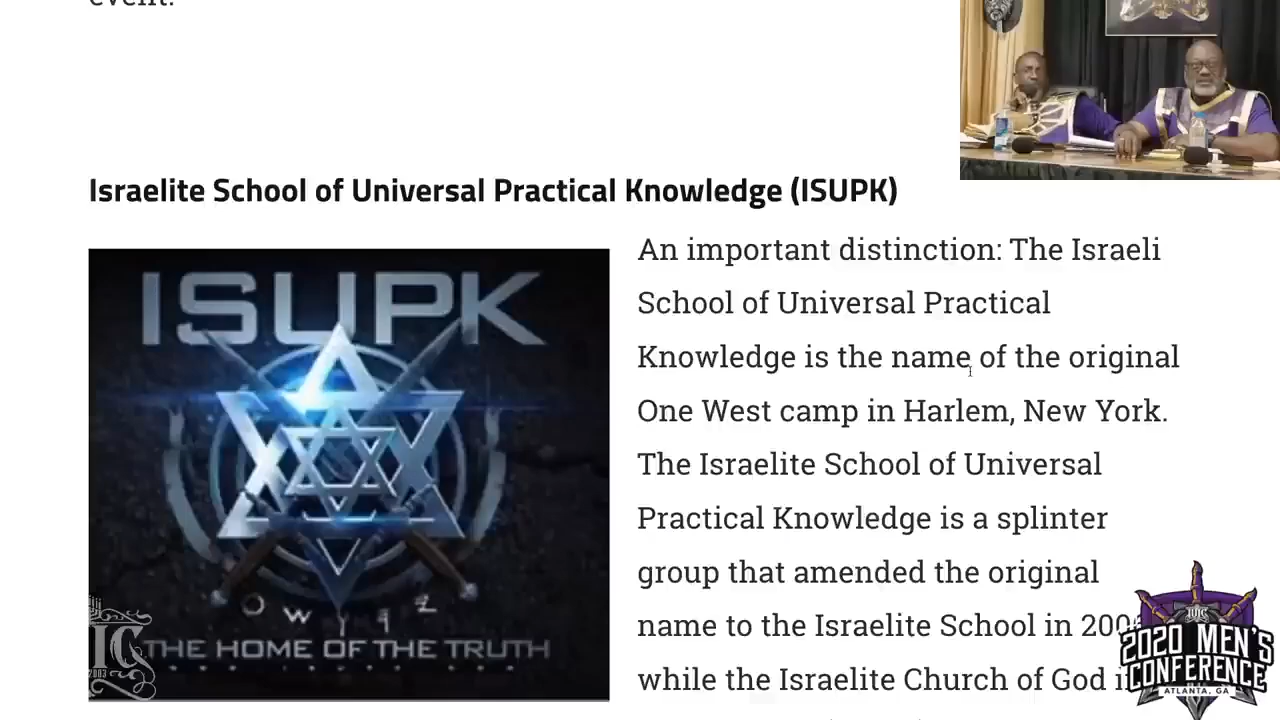 event.
Israelite School of Universal Practical Knowledge (ISUPK)
ISUPK
THE HOME OF THE TRUTH
An important distinction: The Israeli
School of Universal Practical
Knowledge is the name of the original
One West camp in Harlem, New York.
The Israelite School of Universal
Practical Knowledge is a splinter
group that amended the original
name to the Israelite School in
while the Israelite Church of God
IUIC
2003
IUIC
2020 MEN'S
CONFERENCE
ATLANTA, GA